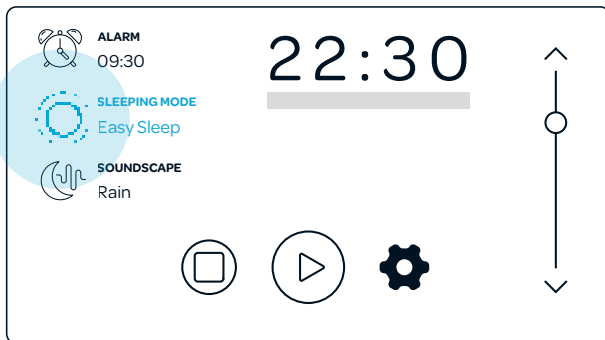 ALARM
09:30
22:30
SLEEPING MODE
Easy Sleep
SOUNDSCAPE
Rain